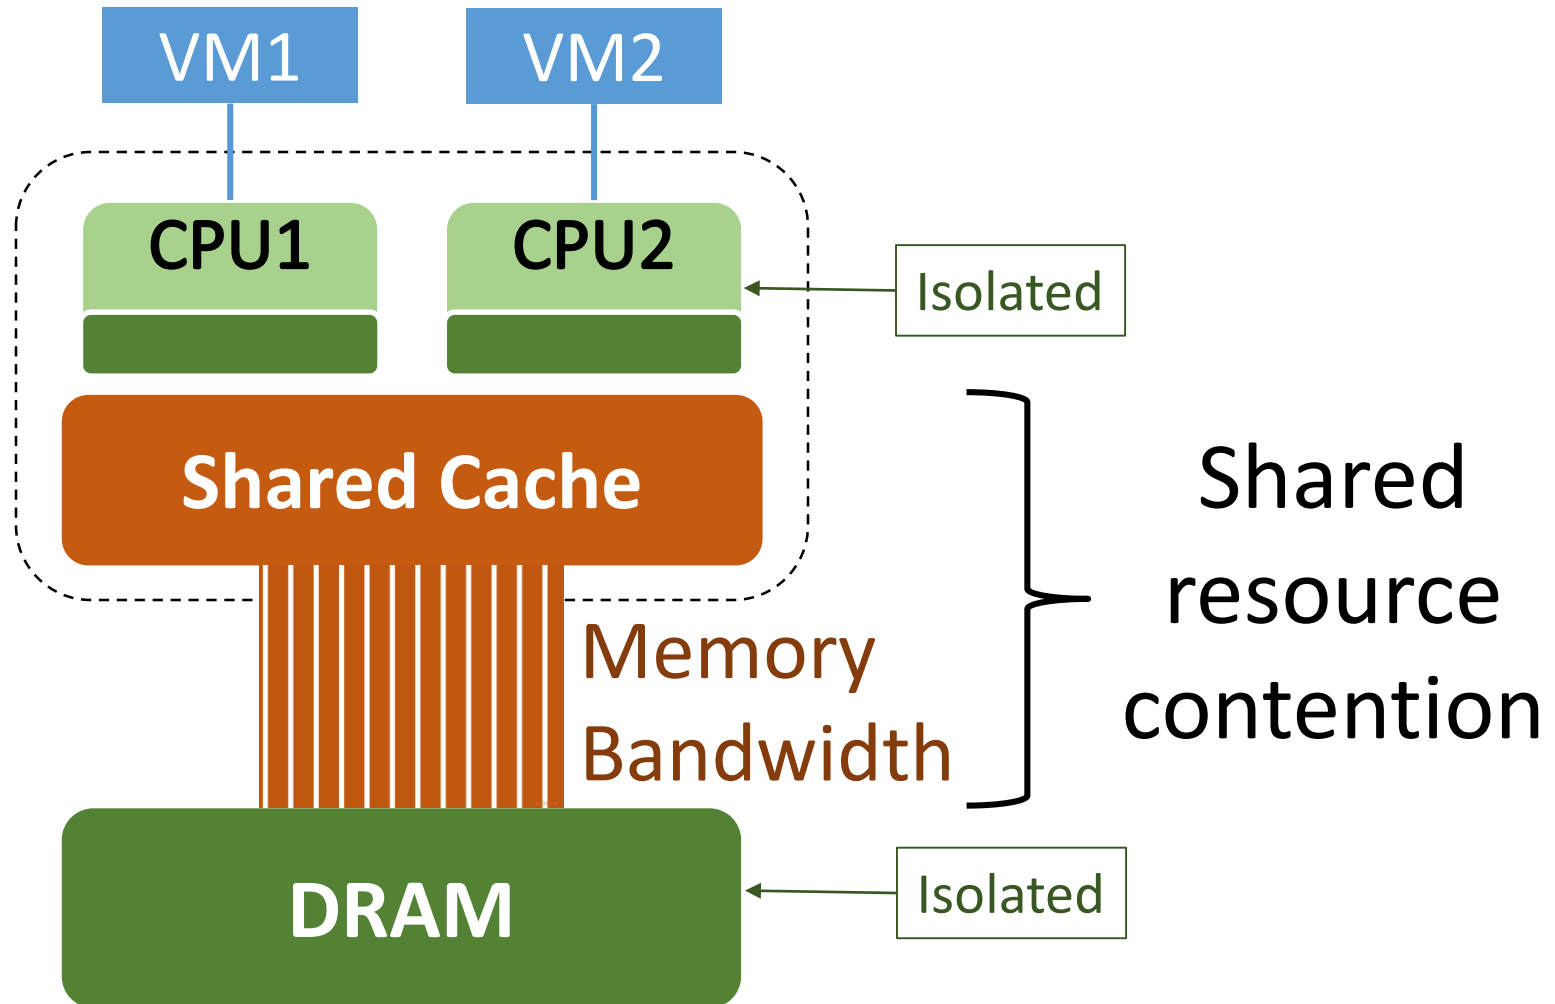 VM1
VM2
CPU1
CPU2
Isolated
Shared Cache
Shared
resource
contention
Memory
Bandwidth
DRAM
Isolated